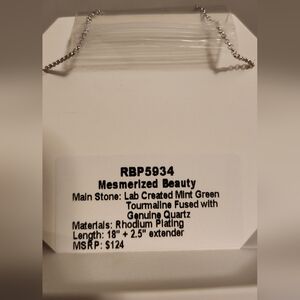 RBP5934
Mesmerized Beauty
Main Stone: Lab Created Mint Green
Tourmaline Fused with
Genuine Quartz
Materials: Rhodium Plating
Length: 18" + 2.5" extender
MSRP: $124